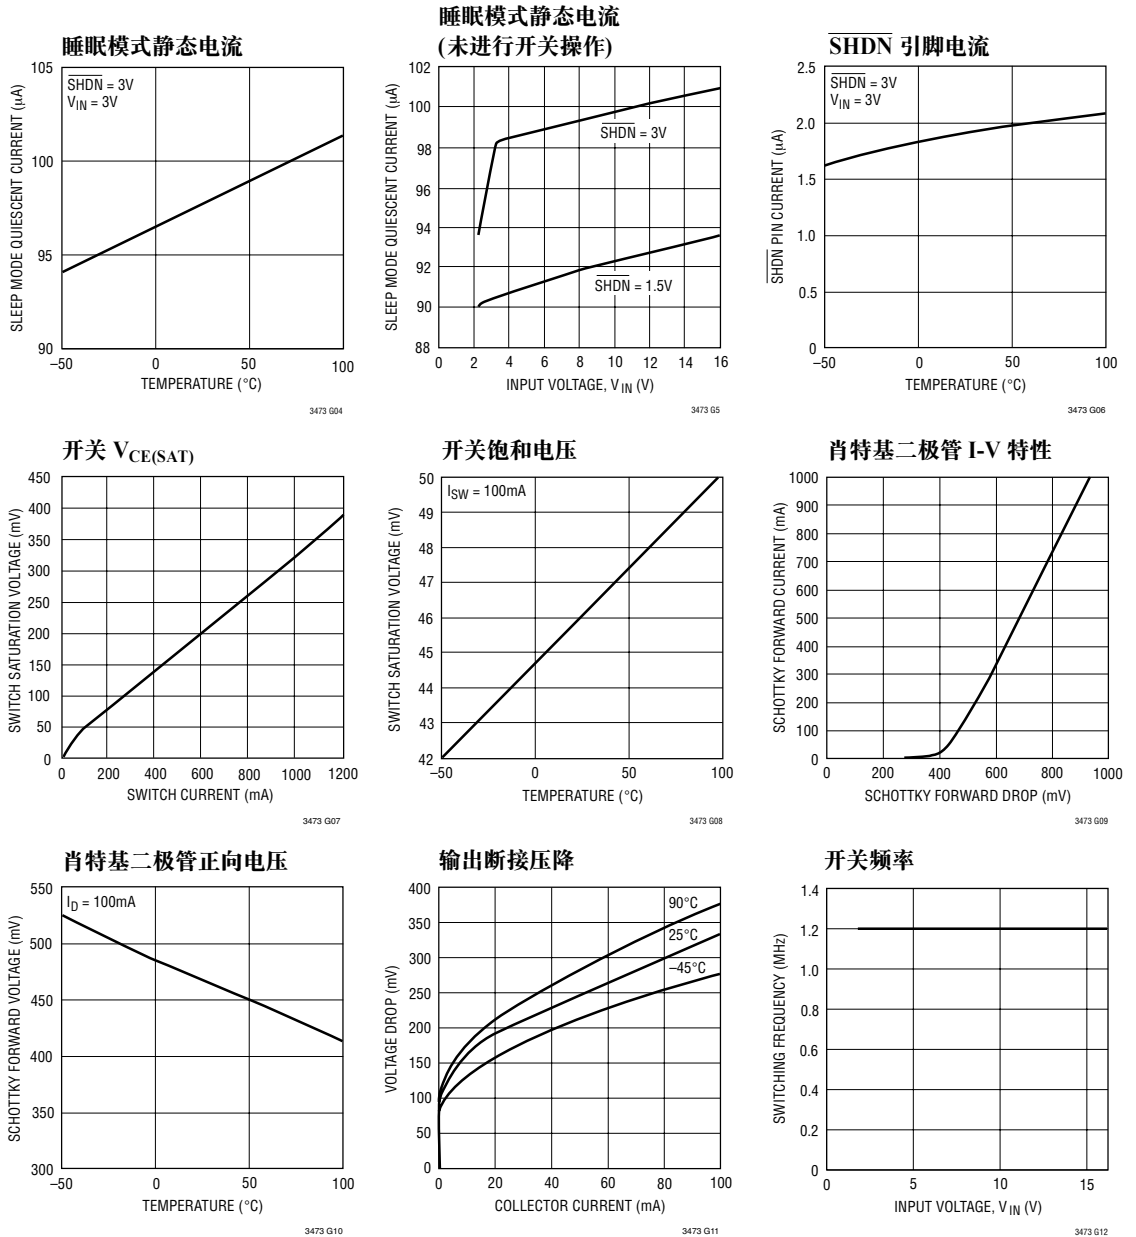 睡眠模式静态电流
105
100
95
90
SLEEP MODE QUIESCENT CURRENT (μA)
SHDN = 3V
VIN = 3V
–50
0
50
100
TEMPERATURE (°C)
3473 G04
睡眠模式静态电流
(未进行开关操作)
102
100
98
96
94
92
90
88
SLEEP MODE QUIESCENT CURRENT (μA)
SHDN = 3V
SHDN = 1.5V
0
2
4
6
8
10
12
14
16
INPUT VOLTAGE, VIN (V)
3473 G5
SHDN 引脚电流
2.5
2.0
1.5
1.0
0.5
0
SHDN PIN CURRENT (μA)
SHDN = 3V
VIN = 3V
–50
0
50
100
TEMPERATURE (°C)
3473 G06
开关 VCE(SAT)
450
400
350
300
250
200
150
100
50
0
SWITCH SATURATION VOLTAGE (mV)
0
200
400
600
800
1000
1200
SWITCH CURRENT (mA)
3473 G07
开关饱和电压
50
49
48
47
46
45
44
43
42
SWITCH SATURATION VOLTAGE (mV)
ISW = 100mA
–50
0
50
100
TEMPERATURE (°C)
3473 G08
肖特基二极管 I-V 特性
1000
900
800
700
600
500
400
300
200
100
0
SCHOTTKY FORWARD CURRENT (mA)
0
200
400
600
800
1000
SCHOTTKY FORWARD DROP (mV)
3473 G09
肖特基二极管正向电压
550
500
450
400
350
300
SCHOTTKY FORWARD VOLTAGE (mV)
ID = 100mA
–50
0
50
100
TEMPERATURE (°C)
3473 G10
输出断接压降
400
350
300
250
200
150
100
50
0
VOLTAGE DROP (mV)
90°C
25°C
–45°C
0
20
40
60
80
100
COLLECTOR CURRENT (mA)
3473 G11
开关频率
1.4
1.2
1.0
0.8
0.6
0.4
0.2
0
SWITCHING FREQUENCY (MHz)
0
5
10
15
INPUT VOLTAGE, VIN (V)
3473 G12